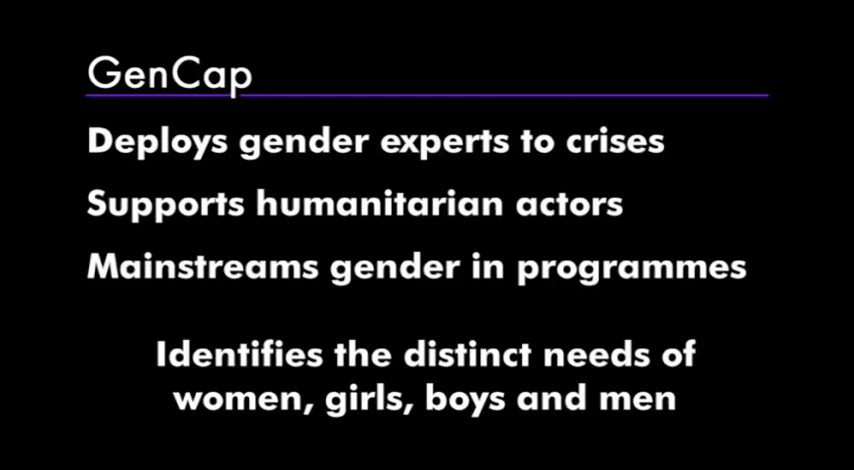 GenCap
Deploys gender experts to crises
Supports humanitarian actors
Mainstreams gender in programmes
Identifies the distinct needs of
women, girls, boys and men